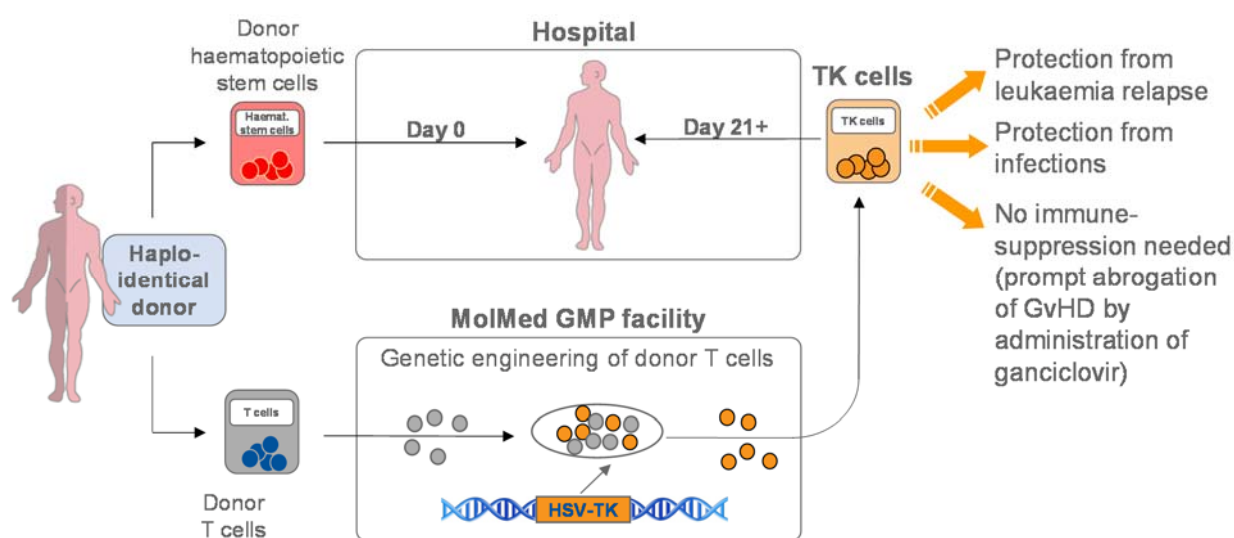 Donor
haematopoietic
stem cells
Haemat.
stem cells
Haplo-
identical
donor
T cells
Donor
T cells
Hospital
Day 0
Day 21+
MolMed GMP facility
Genetic engineering of donor T cells
HSV-TK
TK cells
TK cells
Protection from
leukaemia relapse
Protection from
infections
No immune-
suppression needed
(prompt abrogation
of GvHD by
administration of
ganciclovir)